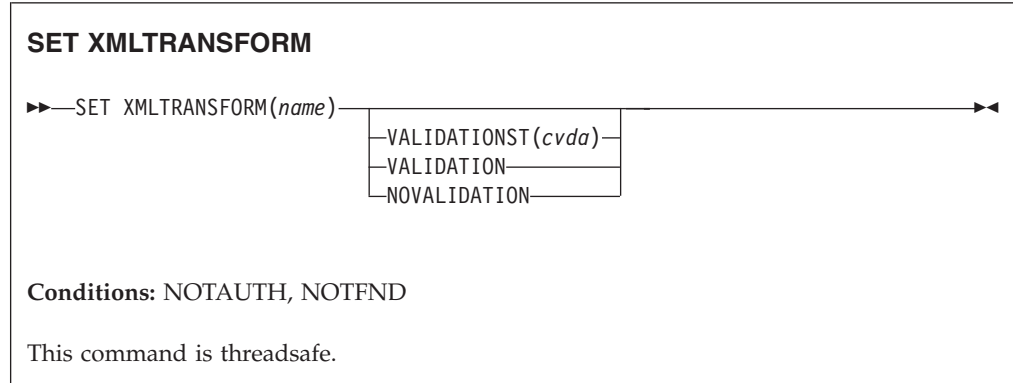 SET XMLTRANSFORM
SET XMLTRANSFORM(name)
VALIDATIONST(cvda)
VALIDATION
NOVALIDATION
Conditions: NOTAUTH, NOTFND
This command is threadsafe.